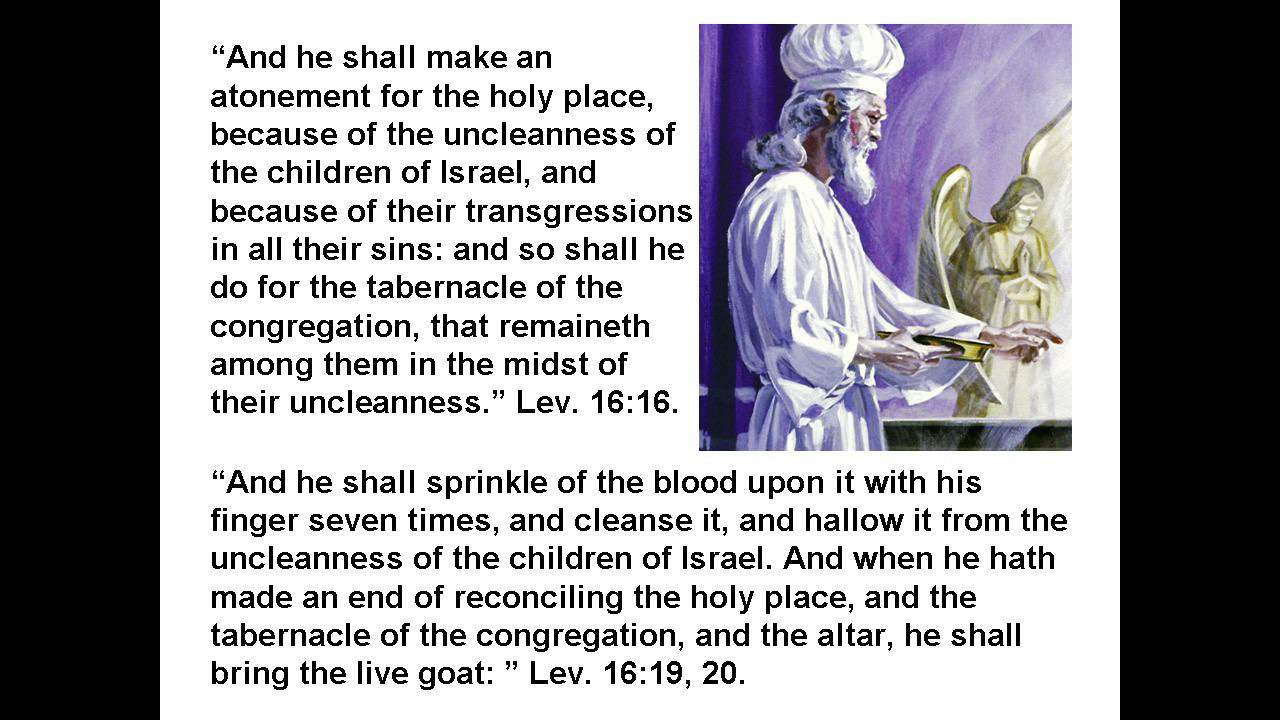 “And he shall make an
atonement for the holy place,
because of the uncleanness of
the children of Israel, and
because of their transgressions
in all their sins: and so shall he
do for the tabernacle of the
congregation, that remaineth
among them in the midst of
their uncleanness.” Lev. 16:16.
“And he shall sprinkle of the blood upon it with his
finger seven times, and cleanse it, and hallow it from the
uncleanness of the children of Israel. And when he hath
made an end of reconciling the holy place, and the
tabernacle of the congregation, and the altar, he shall
bring the live goat: ” Lev. 16:19, 20.